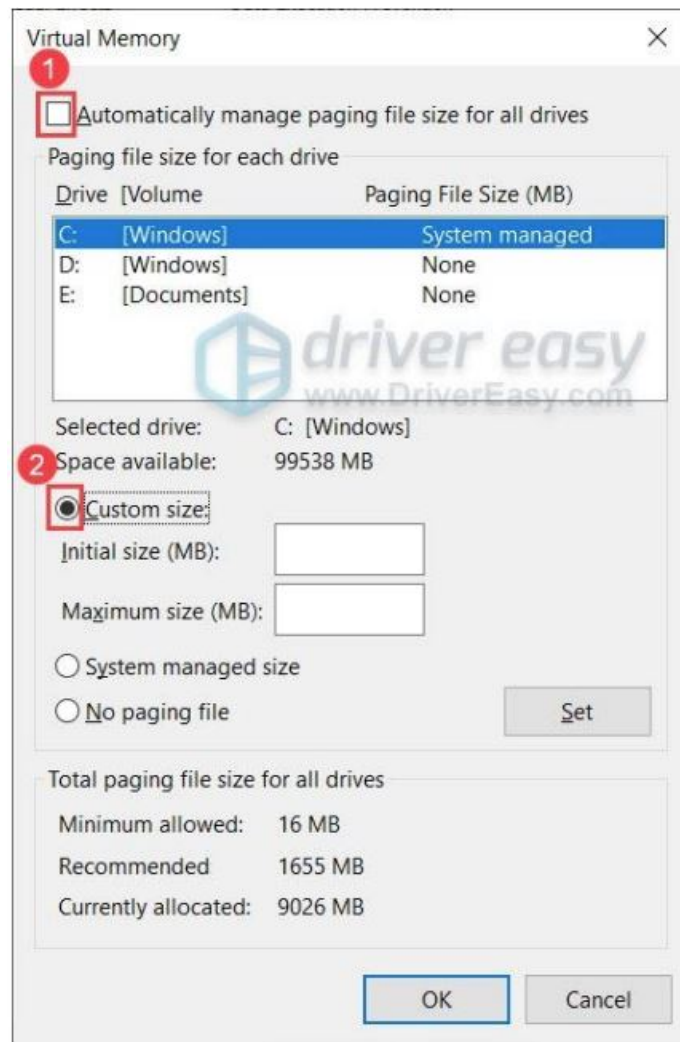 Virtual Memory
1
Automatically manage paging file size for all drives
Paging file size for each drive
Drive [Volume Paging File Size (MB)
C: [Windows] System managed
D: [Windows] None
E: [Documents] None
driver easy
www.DriverEasy.com
Selected drive: C: [Windows]
2
Space available: 99538 MB
Custom size:
Initial size (MB):
Maximum size (MB):
System managed size
No paging file Set
Total paging file size for all drives
Minimum allowed: 16 MB
Recommended 1655 MB
Currently allocated: 9026 MB
OK Cancel